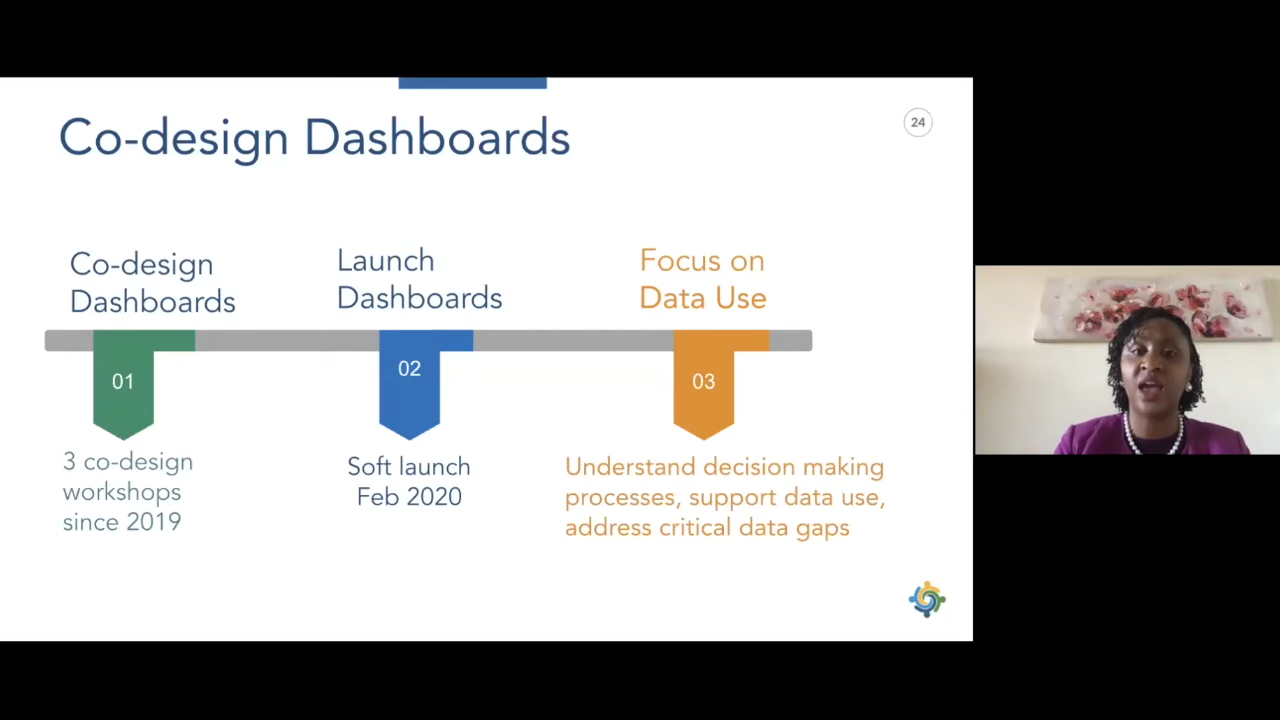 Co-design Dashboards
24
Co-design
Dashboards
01
3 co-design
workshops
since 2019
Launch
Dashboards
02
Soft launch
Feb 2020
Focus on
Data Use
03
Understand decision making
processes, support data use,
address critical data gaps